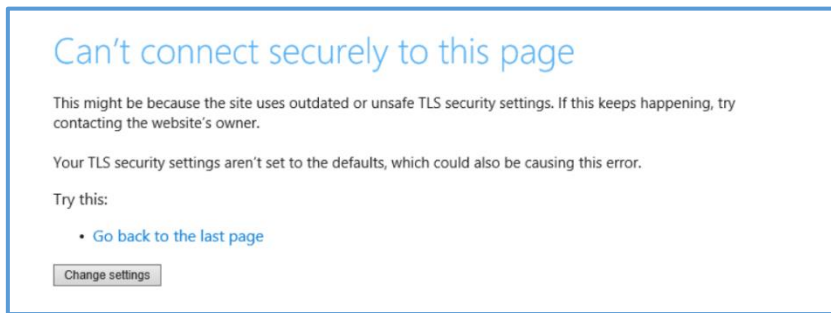 Can't connect securely to this page
This might be because the site uses outdated or unsafe TLS security settings. If this keeps happening, try
contacting the website's owner.
Your TLS security settings aren't set to the defaults, which could also be causing this error.
Try this:
• Go back to the last page
Change settings